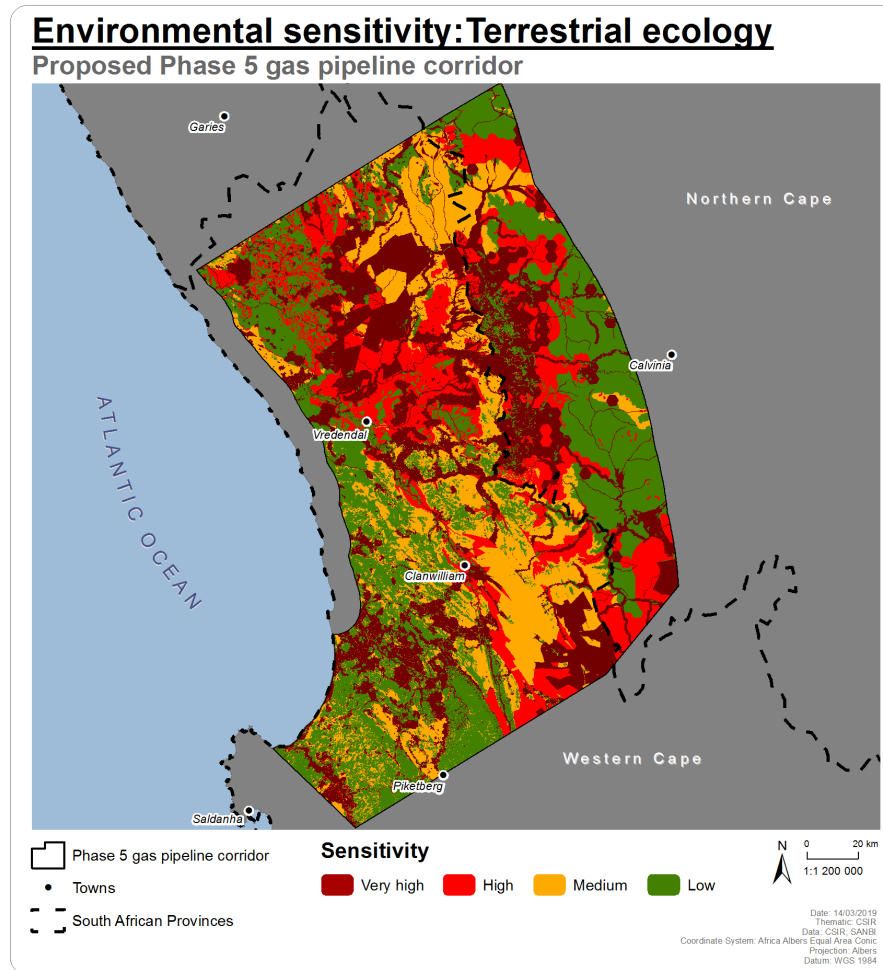 Environmental sensitivity: Terrestrial ecology
Proposed Phase 5 gas pipeline corridor
Garies
Northern Cape
Calvinia
ATLANTIC OCEAN
Vredendal
Clanwilliam
Western Cape
Piketberg
Saldanha
Phase 5 gas pipeline corridor
Towns
South African Provinces
Sensitivity
Very high
High
Medium
Low
N
0 20 km
1:1 200 000
Date: 14/03/2019
Thematic: CSIR
Data: CSIR; SANBI
Coordinate System: Africa Albers Equal Area Conic
Projection: Albers
Datum: WGS 1984